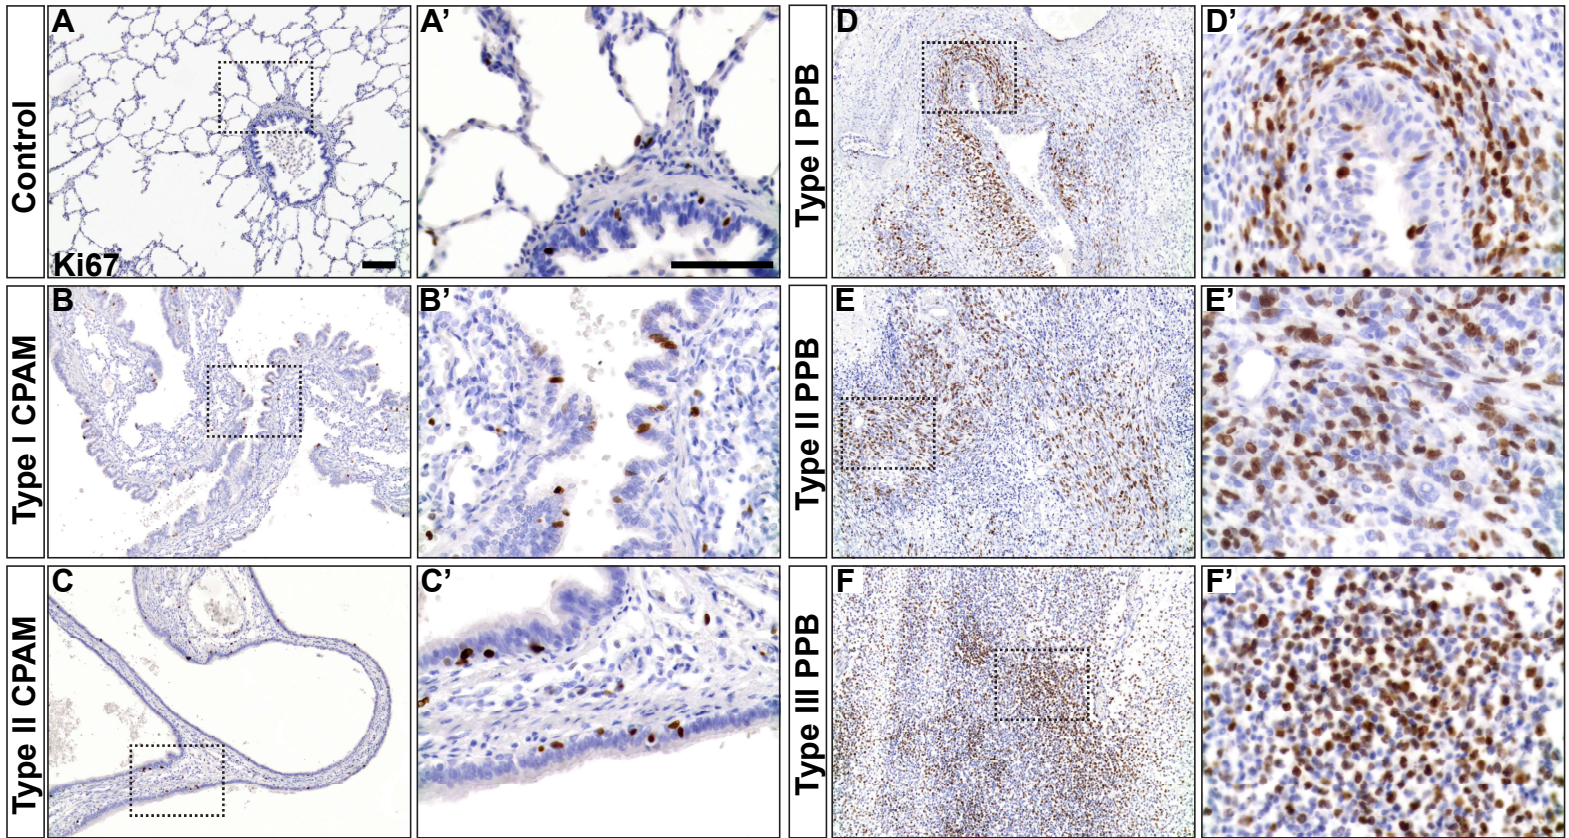 Control
A
Ki67
A'
Type I PPB
D
D'
Type I CPAM
B
B'
Type II PPB
E
E'
Type II CPAM
C
C'
Type III PPB
F
F'